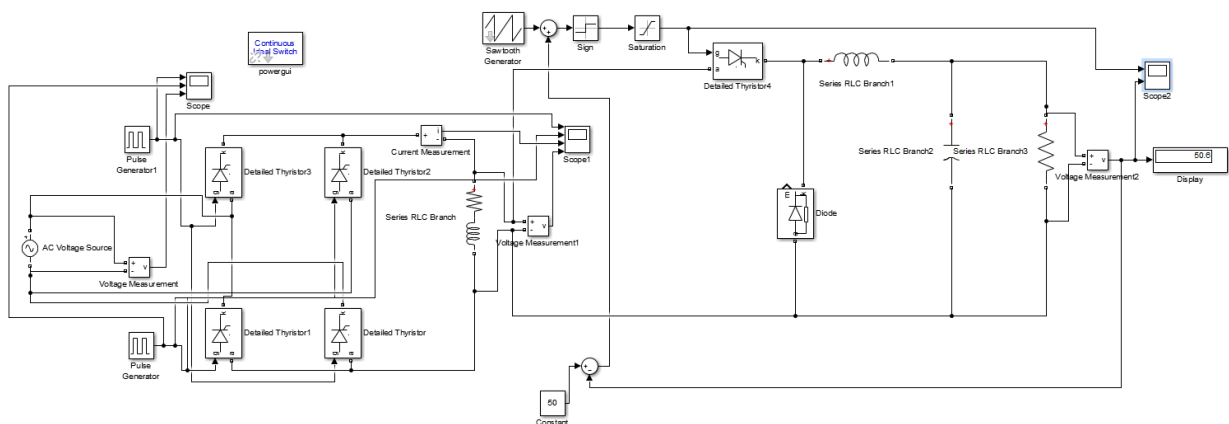 Continuous
Ideal Switch
powergui
Scope
Pulse
Generator1
Detailed Thyristor3
Detailed Thyristor2
+
-
i
Current Measurement
Scope1
Series RLC Branch
+
-
v
Voltage Measurement1
AC Voltage Source
+
-
v
Voltage Measurement
Detailed Thyristor1
Detailed Thyristor
Pulse
Generator
g
a
k
Sawtooth
Generator
Sign
Saturation
g
a
k
Detailed Thyristor4
Series RLC Branch1
Series RLC Branch2
Series RLC Branch3
Diode
+
-
v
Voltage Measurement2
Scope2
50.6
Display
50
Constant